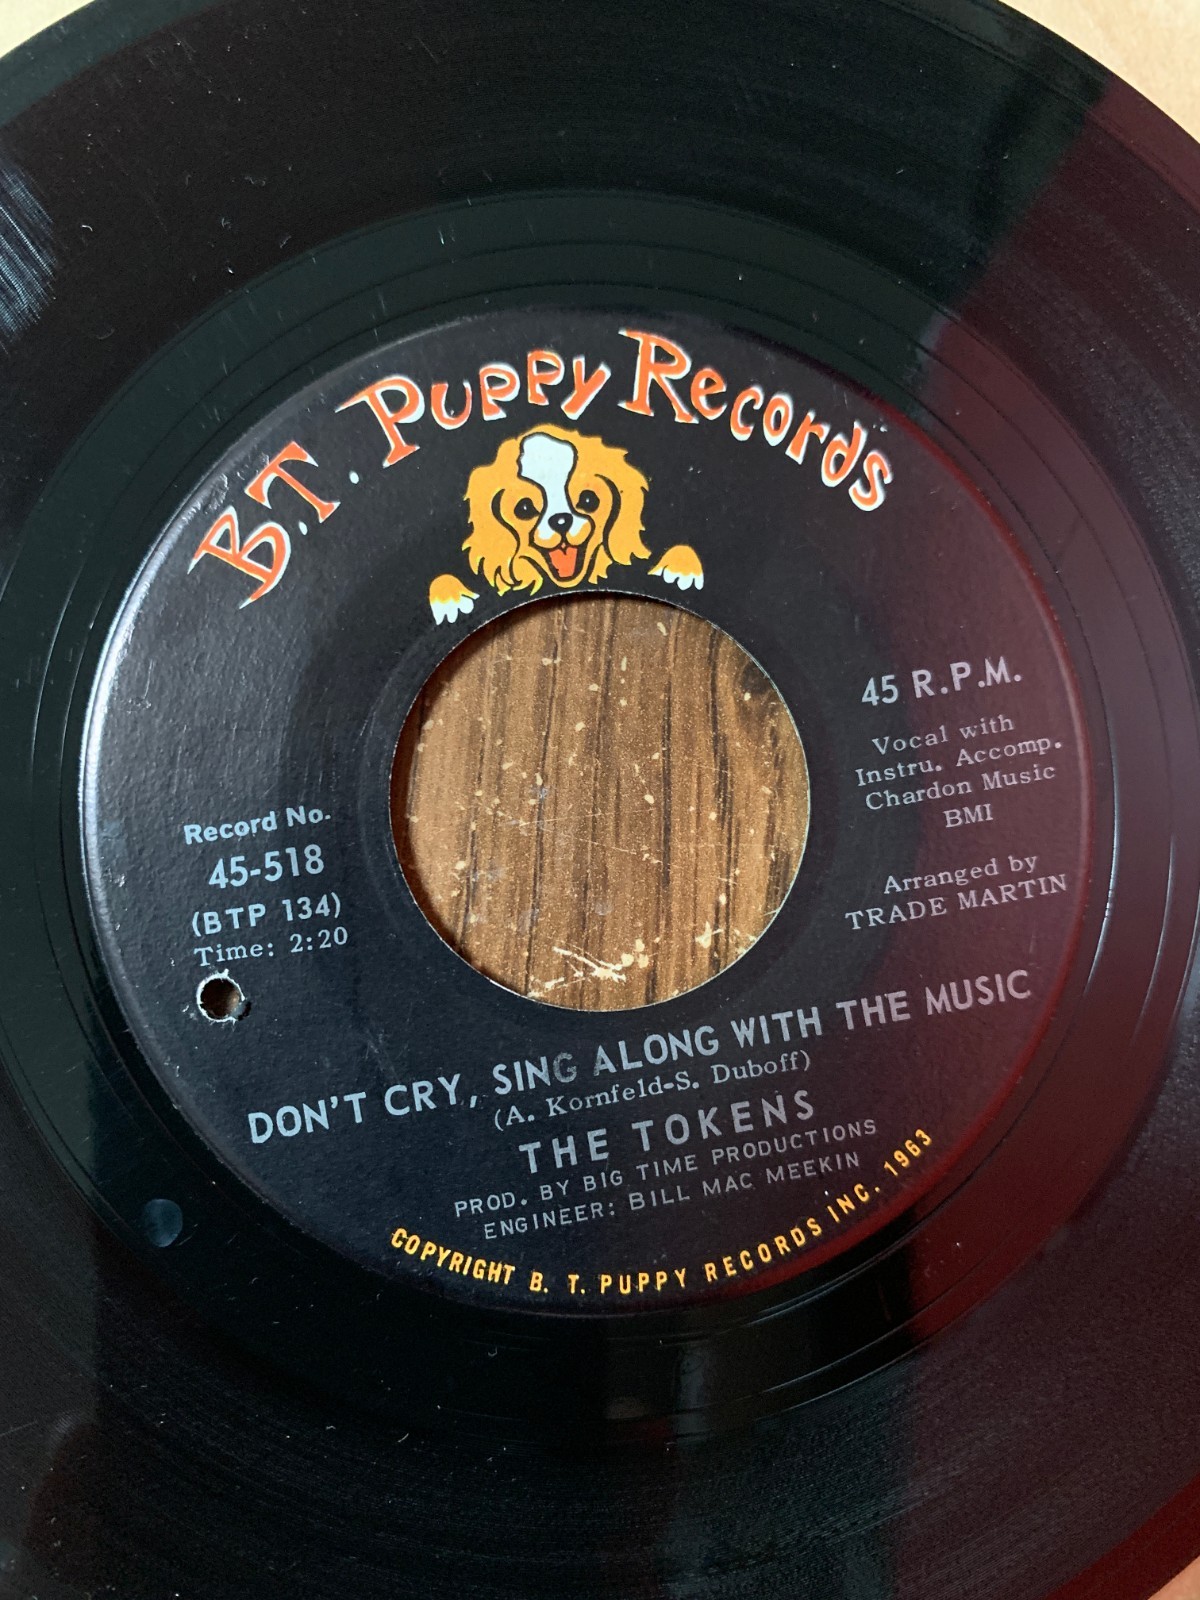 B.T. Puppy Records
45 R.P.M.
Vocal with
Instru. Accomp.
Chardon Music
BMI
Arranged by
TRADE MARTIN
Record No.
45-518
(BTP 134)
Time: 2:20
DON'T CRY, SING ALONG WITH THE MUSIC
(A. Kornfeld-S. Duboff)
THE TOKENS
PROD. BY BIG TIME PRODUCTIONS
ENGINEER: BILL MAC MEEKIN
COPYRIGHT B. T. PUPPY RECORDS INC. 1963